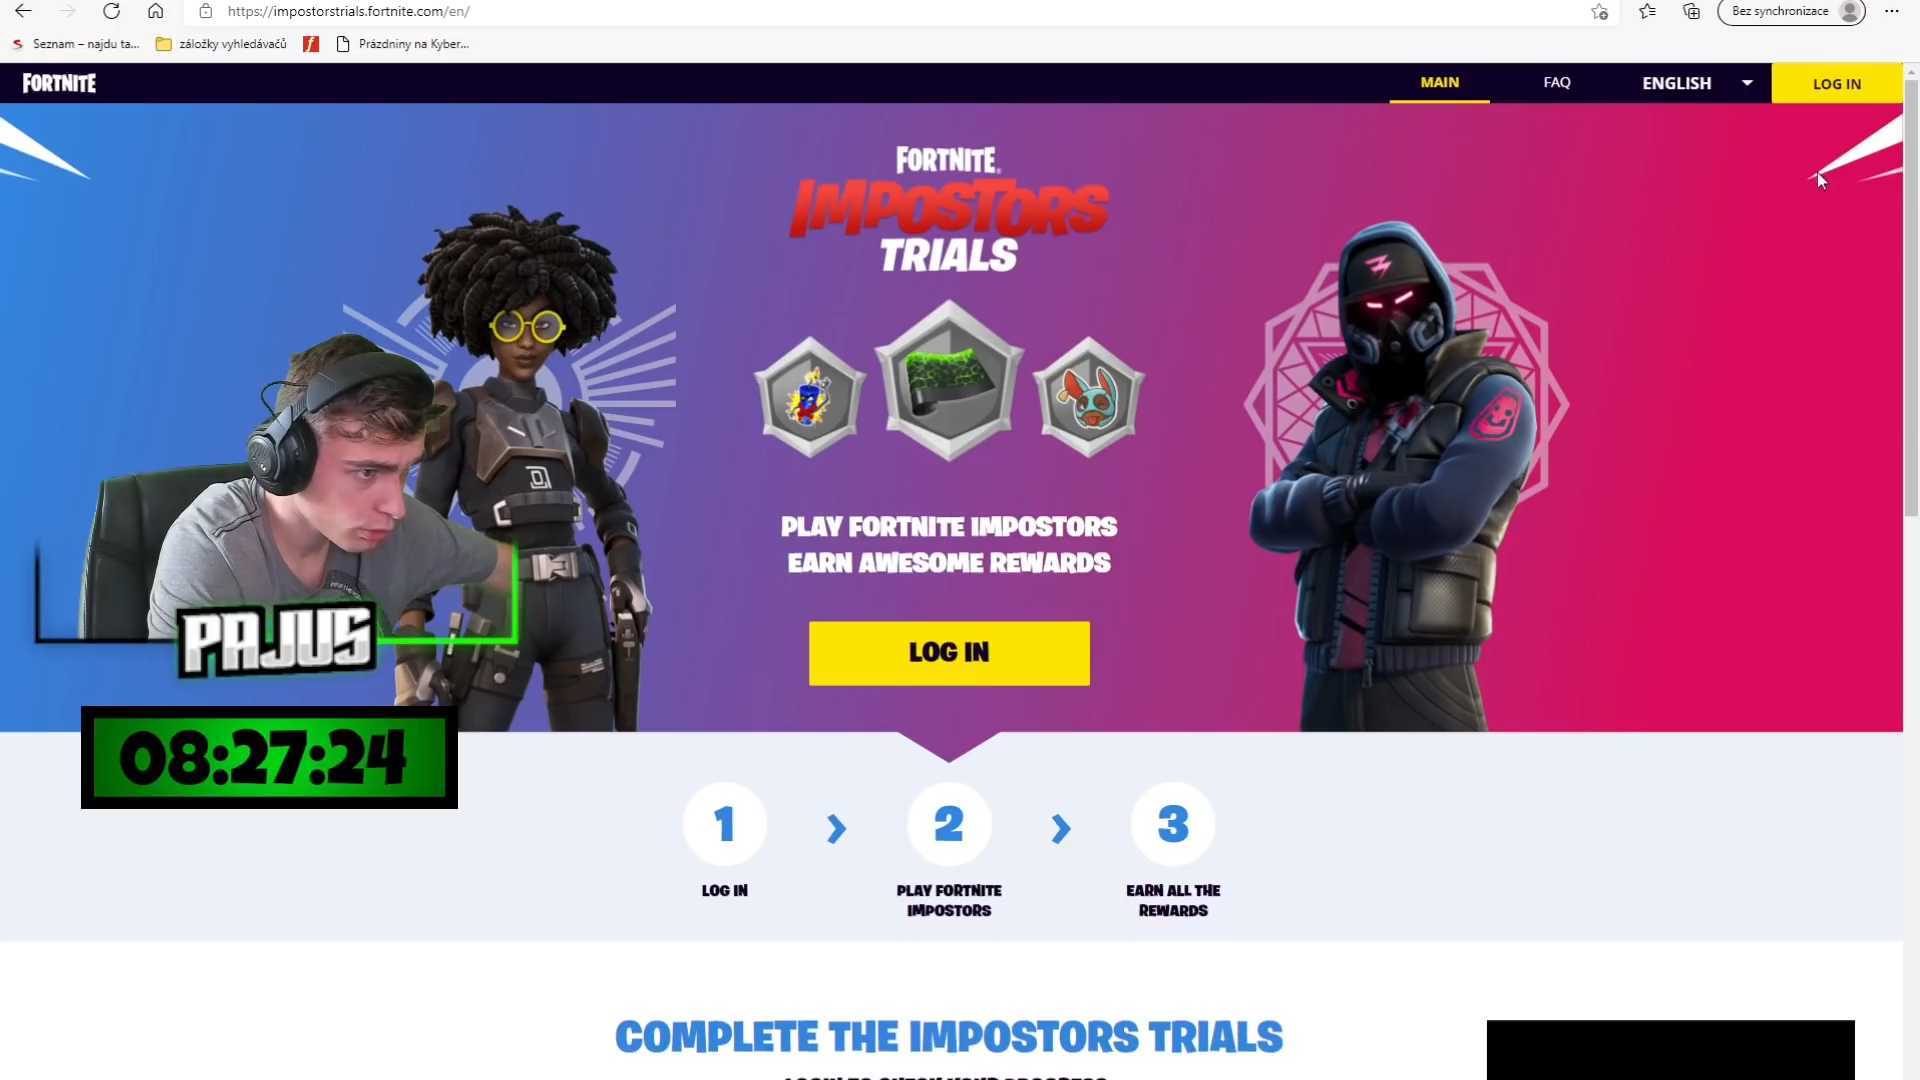 https://impostorstrials.fortnite.com/en/
Bez synchronizace
Seznam – najdu ta...
záložky vyhledávačů
Prázdniny na Kyber...
FORTNITE
MAIN
FAQ
ENGLISH
LOG IN
FORTNITE
IMPOSTORS
TRIALS
PLAY FORTNITE IMPOSTORS
EARN AWESOME REWARDS
LOG IN
PAJUS
08:27:24
1
2
3
LOG IN
PLAY FORTNITE
IMPOSTORS
EARN ALL THE
REWARDS
COMPLETE THE IMPOSTORS TRIALS